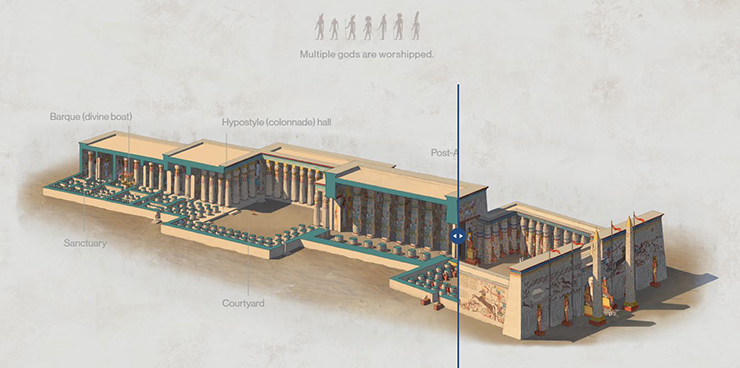 Multiple gods are worshipped.
Barque (divine boat)
Hypostyle (colonnade) hall
Post-A
Sanctuary
Courtyard